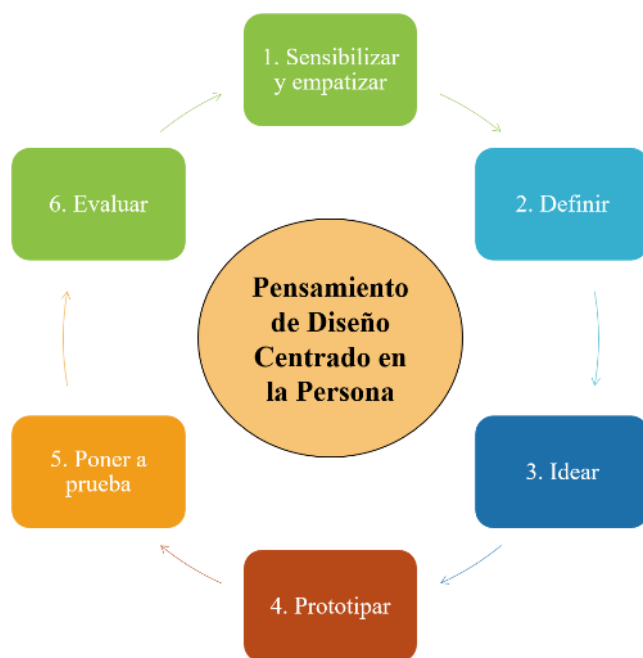 1. Sensibilizar
y empatizar
2. Definir
3. Idear
4. Prototipar
5. Poner a
prueba
6. Evaluar
Pensamiento
de Diseño
Centrado en
la Persona